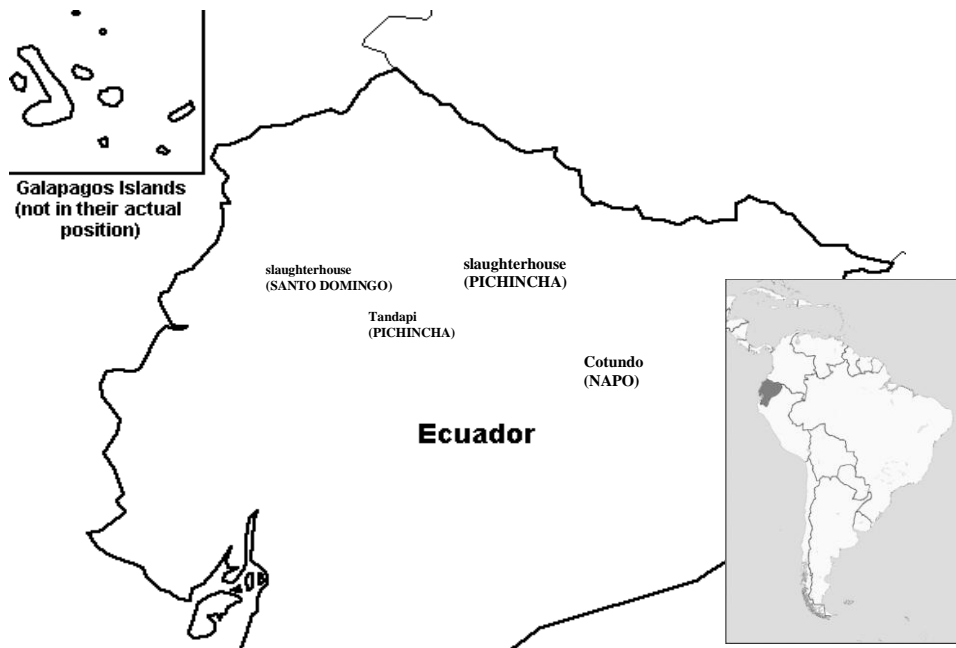 Galapagos Islands
(not in their actual
position)
slaughterhouse
(SANTO DOMINGO)
slaughterhouse
(PICHINCHA)
Tandapi
(PICHINCHA)
Cotundo
(NAPO)
Ecuador